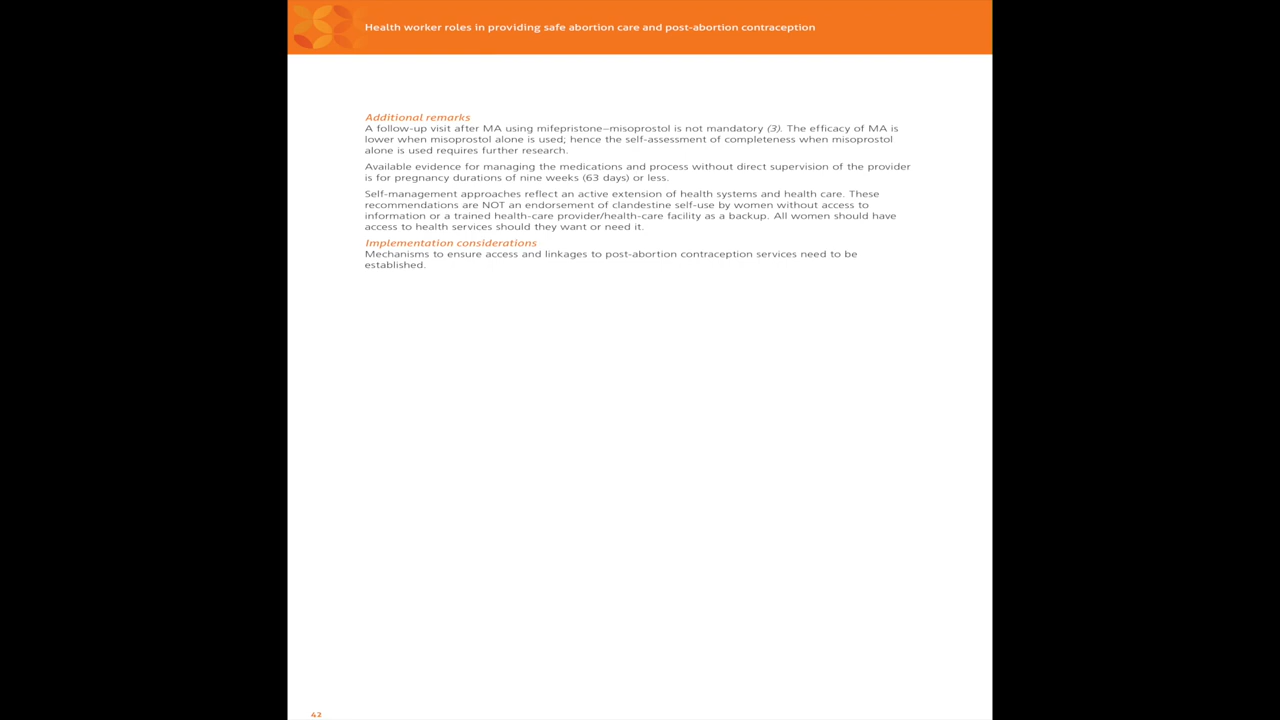 Health worker roles in providing safe abortion care and post-abortion contraception
Additional remarks
A follow-up visit after MA using mifepristone–misoprostol is not mandatory (3). The efficacy of MA is
lower when misoprostol alone is used; hence the self-assessment of completeness when misoprostol
alone is used requires further research.
Available evidence for managing the medications and process without direct supervision of the provider
is for pregnancy durations of nine weeks (63 days) or less.
Self-management approaches reflect an active extension of health systems and health care. These
recommendations are NOT an endorsement of clandestine self-use by women without access to
information or a trained health-care provider/health-care facility as a backup. All women should have
access to health services should they want or need it.
Implementation considerations
Mechanisms to ensure access and linkages to post-abortion contraception services need to be
established.
42